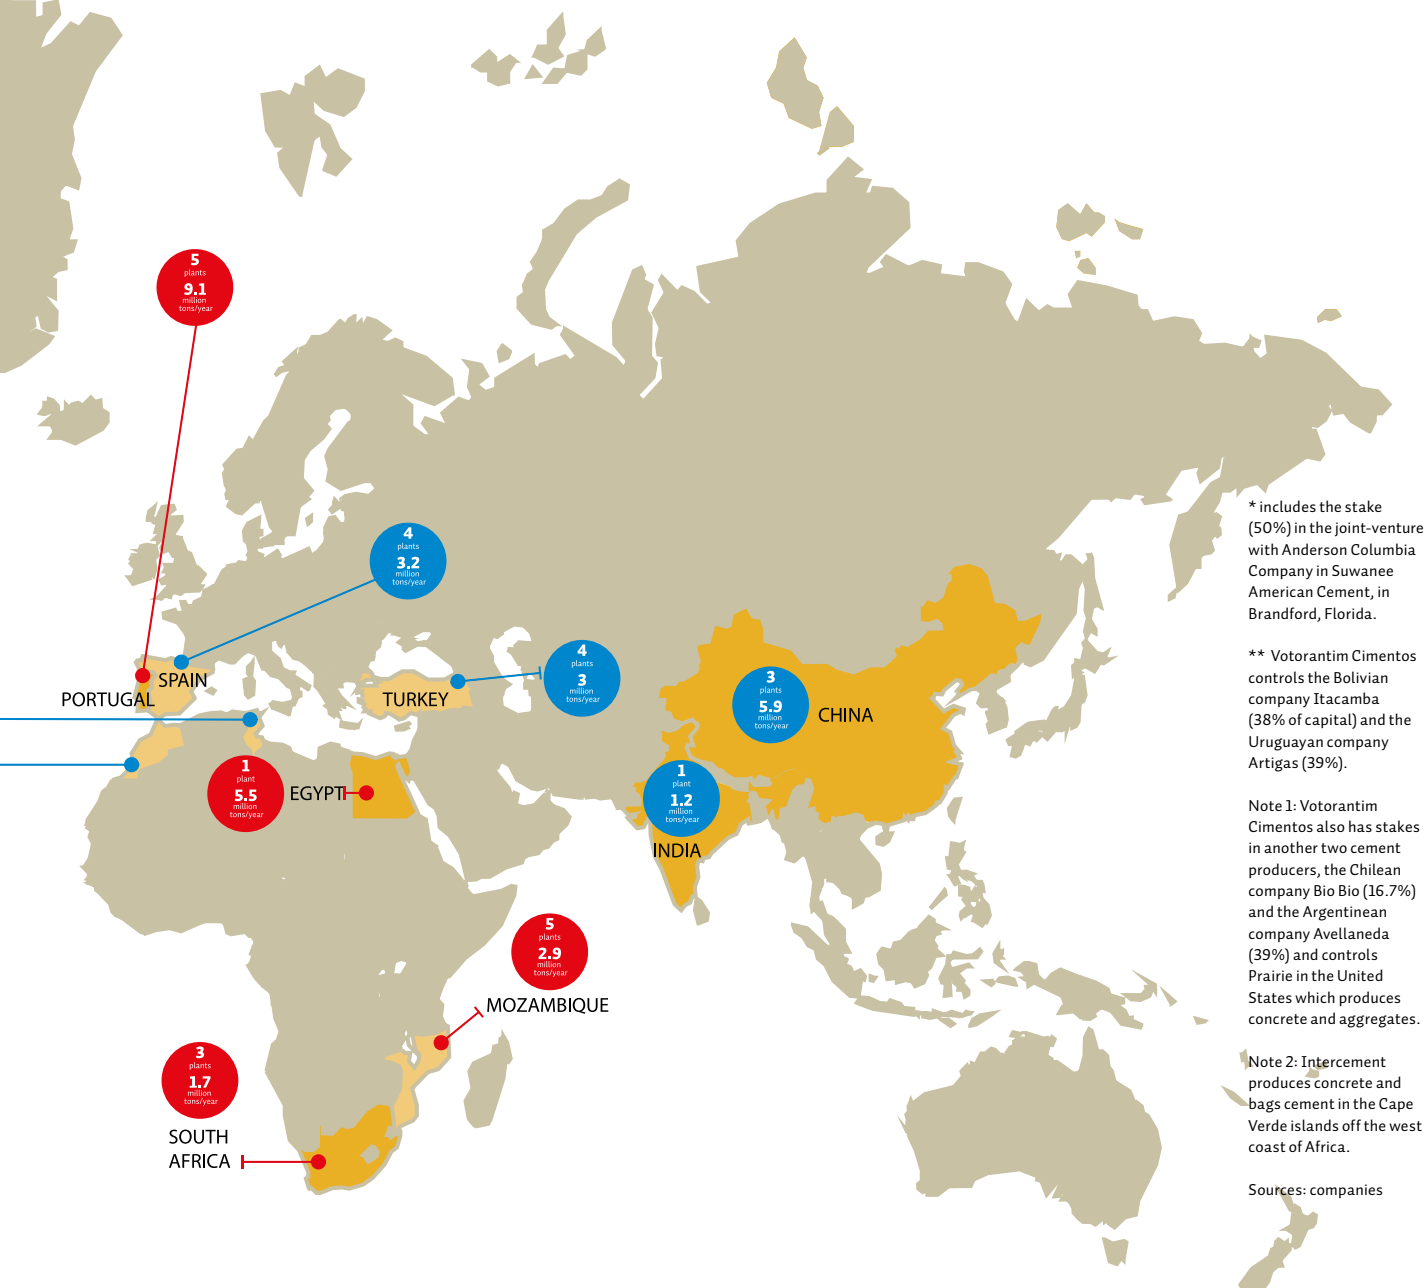 5
plants
9.1
million
tons/year
4
plants
3.2
million
tons/year
SPAIN
PORTUGAL
4
plants
3
million
tons/year
TURKEY
3
plants
5.9
million
tons/year
CHINA
1
plant
5.5
million
tons/year
EGYPT
1
plant
1.2
million
tons/year
INDIA
5
plants
2.9
million
tons/year
MOZAMBIQUE
3
plants
1.7
million
tons/year
SOUTH
AFRICA
* includes the stake
(50%) in the joint-venture
with Anderson Columbia
Company in Suwanee
American Cement, in
Brandford, Florida.
** Votorantim Cimentos
controls the Bolivian
company Itacamba
(38% of capital) and the
Uruguayan company
Artigas (39%).
Note 1: Votorantim
Cimentos also has stakes
in another two cement
producers, the Chilean
company Bio Bio (16.7%)
and the Argentinean
company Avellaneda
(39%) and controls
Prairie in the United
States which produces
concrete and aggregates.
Note 2: Intercement
produces concrete and
bags cement in the Cape
Verde islands off the west
coast of Africa.
Sources: companies